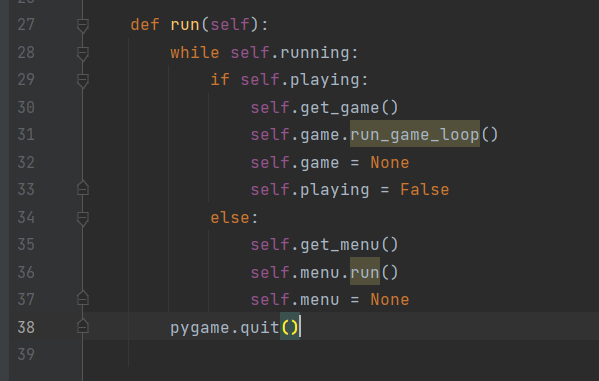 27 def run(self):
28 while self.running:
29 if self.playing:
30 self.get_game()
31 self.game.run_game_loop()
32 self.game = None
33 self.playing = False
34 else:
35 self.get_menu()
36 self.menu.run()
37 self.menu = None
38 pygame.quit()
39